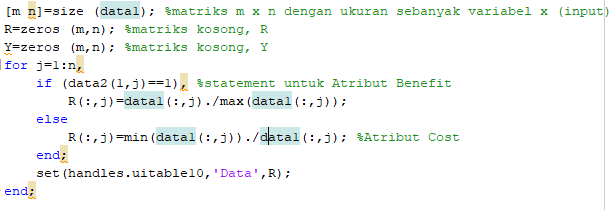 [m n]=size (data1); %matriks m x n dengan ukuran sebanyak variabel x (input)
R=zeros (m,n); %matriks kosong, R
Y=zeros (m,n); %matriks kosong, Y
for j=1:n,
if (data2(1,j)==1), %statement untuk Atribut Benefit
R(:,j)=data1(:,j)./max(data1(:,j));
else
R(:,j)=min(data1(:,j))./data1(:,j); %Atribut Cost
end;
set(handles.uitable10,'Data',R);
end;